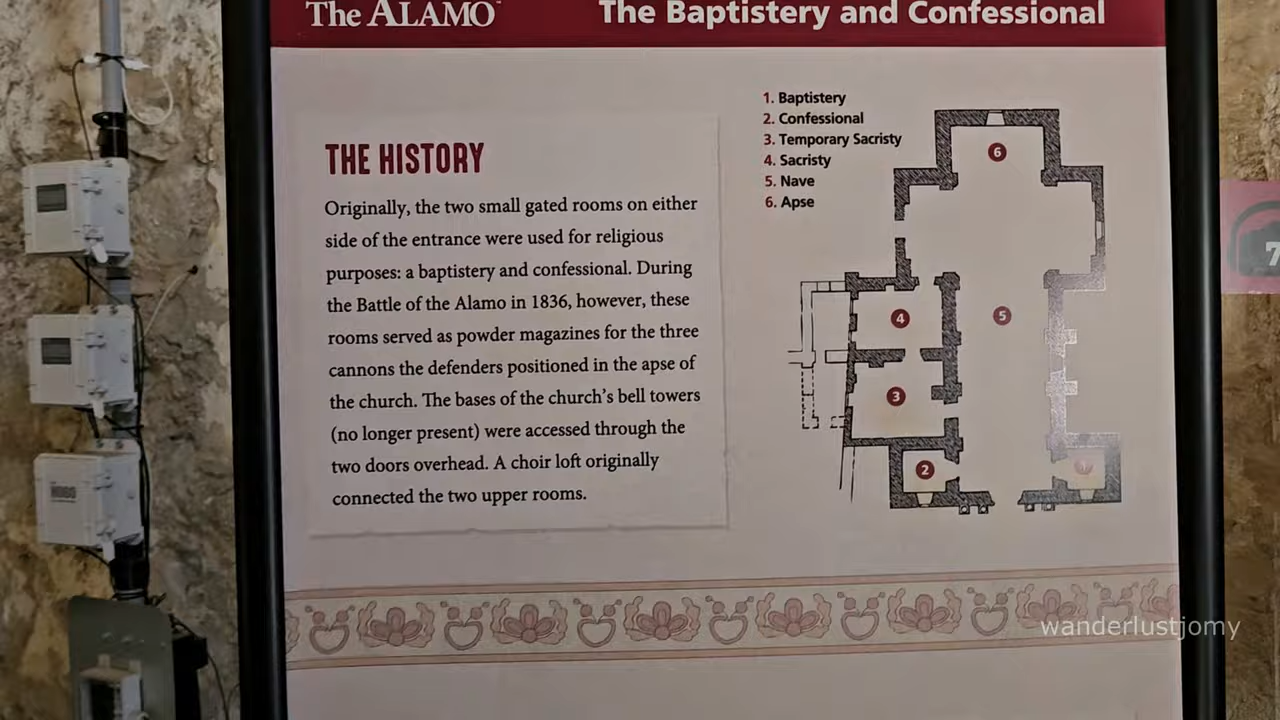 The ALAMO
The Baptistery and Confessional
THE HISTORY
Originally, the two small gated rooms on either
side of the entrance were used for religious
purposes: a baptistery and confessional. During
the Battle of the Alamo in 1836, however, these
rooms served as powder magazines for the three
cannons the defenders positioned in the apse of
the church. The bases of the church's bell towers
(no longer present) were accessed through the
two doors overhead. A choir loft originally
connected the two upper rooms.
1. Baptistery
2. Confessional
3. Temporary Sacristy
4. Sacristy
5. Nave
6. Apse
6
4
5
3
2
1
7
HOBO
wanderlustjomy